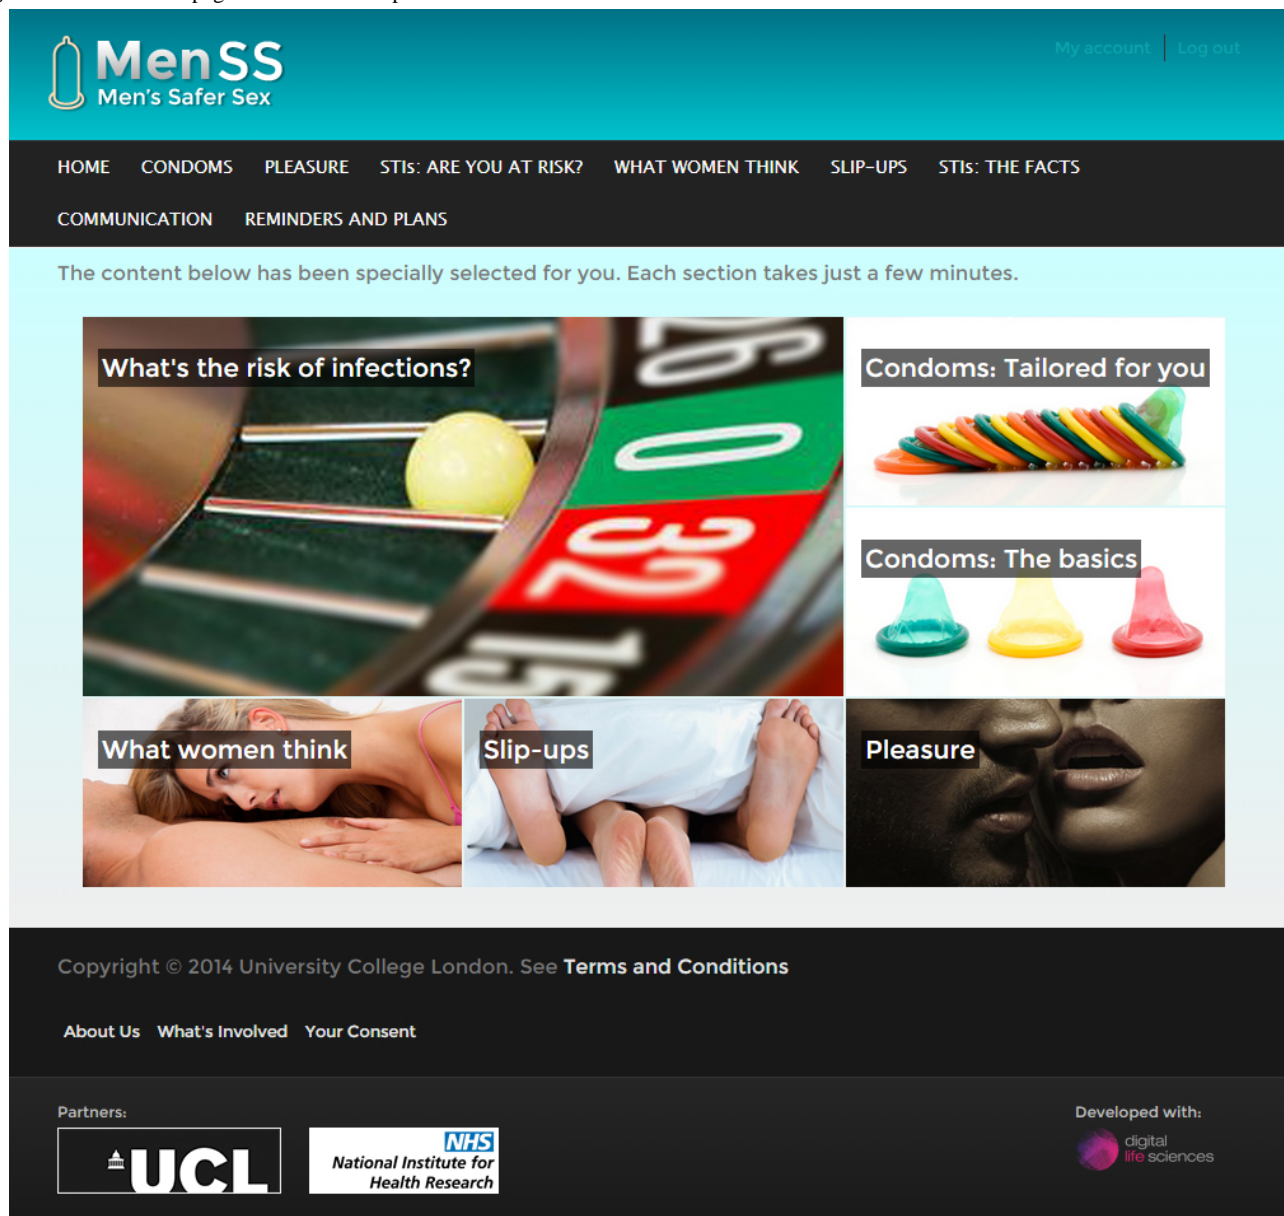 MenSS
Men's Safer Sex
My account
Log out
HOME CONDOMS PLEASURE STIs: ARE YOU AT RISK? WHAT WOMEN THINK SLIP-UPS STIs: THE FACTS
COMMUNICATION REMINDERS AND PLANS
The content below has been specially selected for you. Each section takes just a few minutes.
What's the risk of infections?
26
0
32
15
Condoms: Tailored for you
Condoms: The basics
What women think
Slip-ups
Pleasure
Copyright © 2014 University College London. See Terms and Conditions
About Us What's Involved Your Consent
Partners:
UCL
NHS
National Institute for
Health Research
Developed with:
digital
life sciences